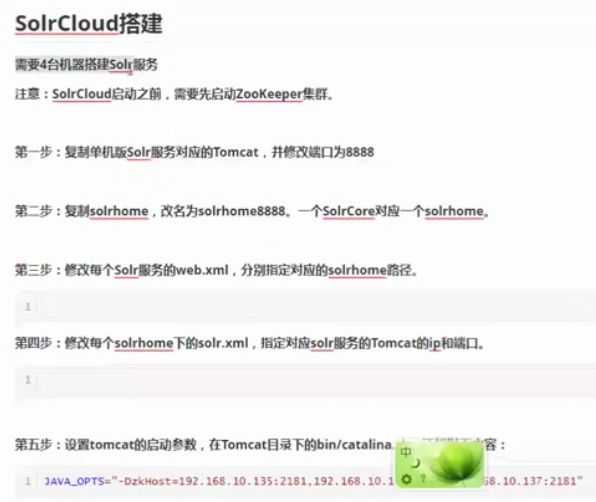 SolrCloud搭建
需要4台机器搭建Solr服务
注意：SolrCloud启动之前，需要先启动ZooKeeper集群。
第一步：复制单机版Solr服务对应的Tomcat，并修改端口为8888
第二步：复制solrhome，改名为solrhome8888。一个SolrCore对应一个solrhome。
第三步：修改每个Solr服务的web.xml，分别指定对应的solrhome路径。
1
第四步：修改每个solrhome下的solr.xml，指定对应solr服务的Tomcat的ip和端口。
1
第五步：设置tomcat的启动参数，在Tomcat目录下的bin/catalina. 容：
中
1 JAVA_OPTS="-DzkHost=192.168.10.135:2181,192.168.10.1 68.10.137:2181"